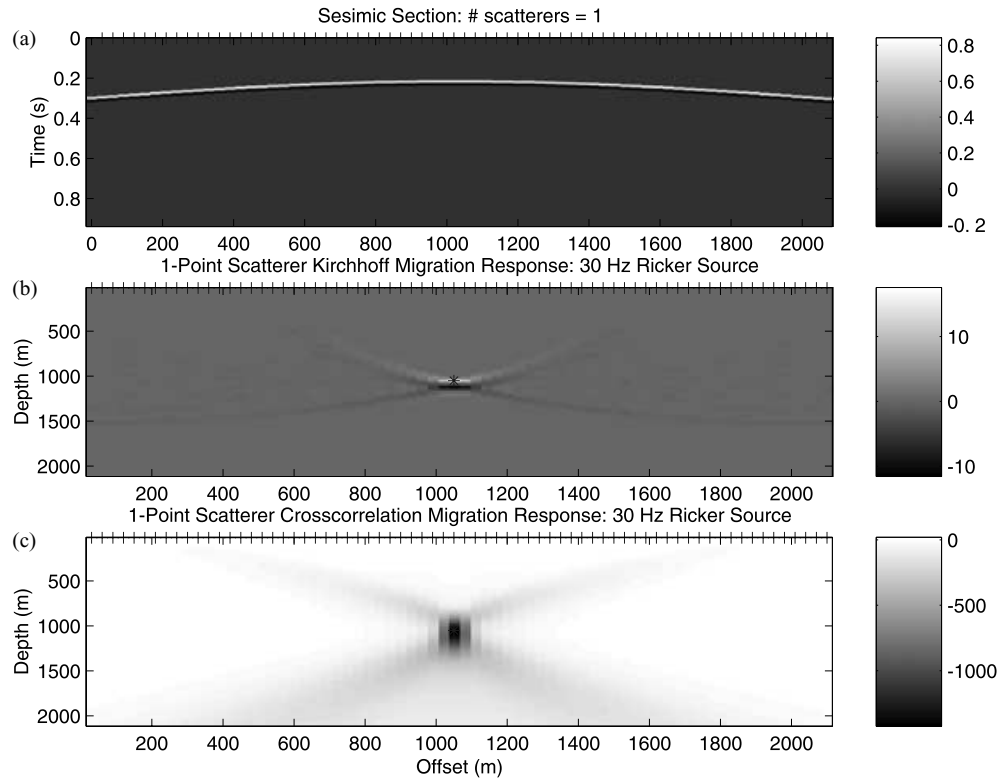 Sesimic Section: # scatterers = 1
(a)
0
0.2
0.4
0.6
0.8
Time (s)
0 200 400 600 800 1000 1200 1400 1600 1800 2000
0.8
0.6
0.4
0.2
0
-0. 2
1-Point Scatterer Kirchhoff Migration Response: 30 Hz Ricker Source
(b)
500
1000
1500
2000
Depth (m)
*
200 400 600 800 1000 1200 1400 1600 1800 2000
10
0
-10
1-Point Scatterer Crosscorrelation Migration Response: 30 Hz Ricker Source
(c)
500
1000
1500
2000
Depth (m)
200 400 600 800 1000 1200 1400 1600 1800 2000
Offset (m)
0
-500
-1000